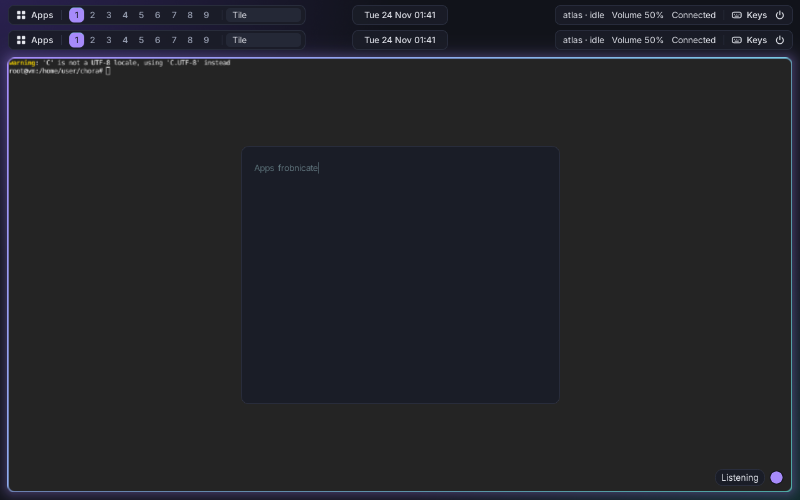 Apps 1 2 3 4 5 6 7 8 9 Tile Tue 24 Nov 01:41 atlas · idle Volume 50% Connected Keys
Apps 1 2 3 4 5 6 7 8 9 Tile Tue 24 Nov 01:41 atlas · idle Volume 50% Connected Keys
warning: 'C' is not a UTF-8 locale, using 'C.UTF-8' instead
root@vm:/home/user/chora#
Apps frobnicate
Listening